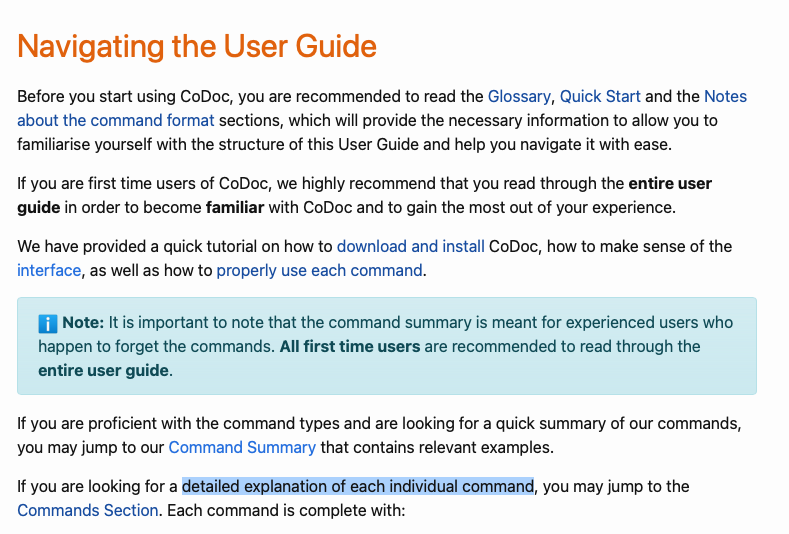 Navigating the User Guide
Before you start using CoDoc, you are recommended to read the Glossary, Quick Start and the Notes
about the command format sections, which will provide the necessary information to allow you to
familiarise yourself with the structure of this User Guide and help you navigate it with ease.
If you are first time users of CoDoc, we highly recommend that you read through the entire user
guide in order to become familiar with CoDoc and to gain the most out of your experience.
We have provided a quick tutorial on how to download and install CoDoc, how to make sense of the
interface, as well as how to properly use each command.
ℹ️ Note: It is important to note that the command summary is meant for experienced users who
happen to forget the commands. All first time users are recommended to read through the
entire user guide.
If you are proficient with the command types and are looking for a quick summary of our commands,
you may jump to our Command Summary that contains relevant examples.
If you are looking for a detailed explanation of each individual command, you may jump to the
Commands Section. Each command is complete with: